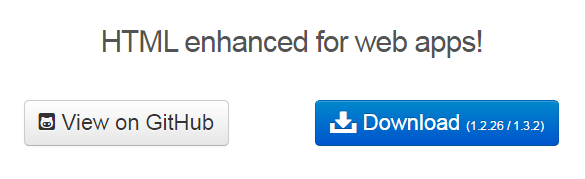 HTML enhanced for web apps!
View on GitHub
Download (1.2.26 / 1.3.2)